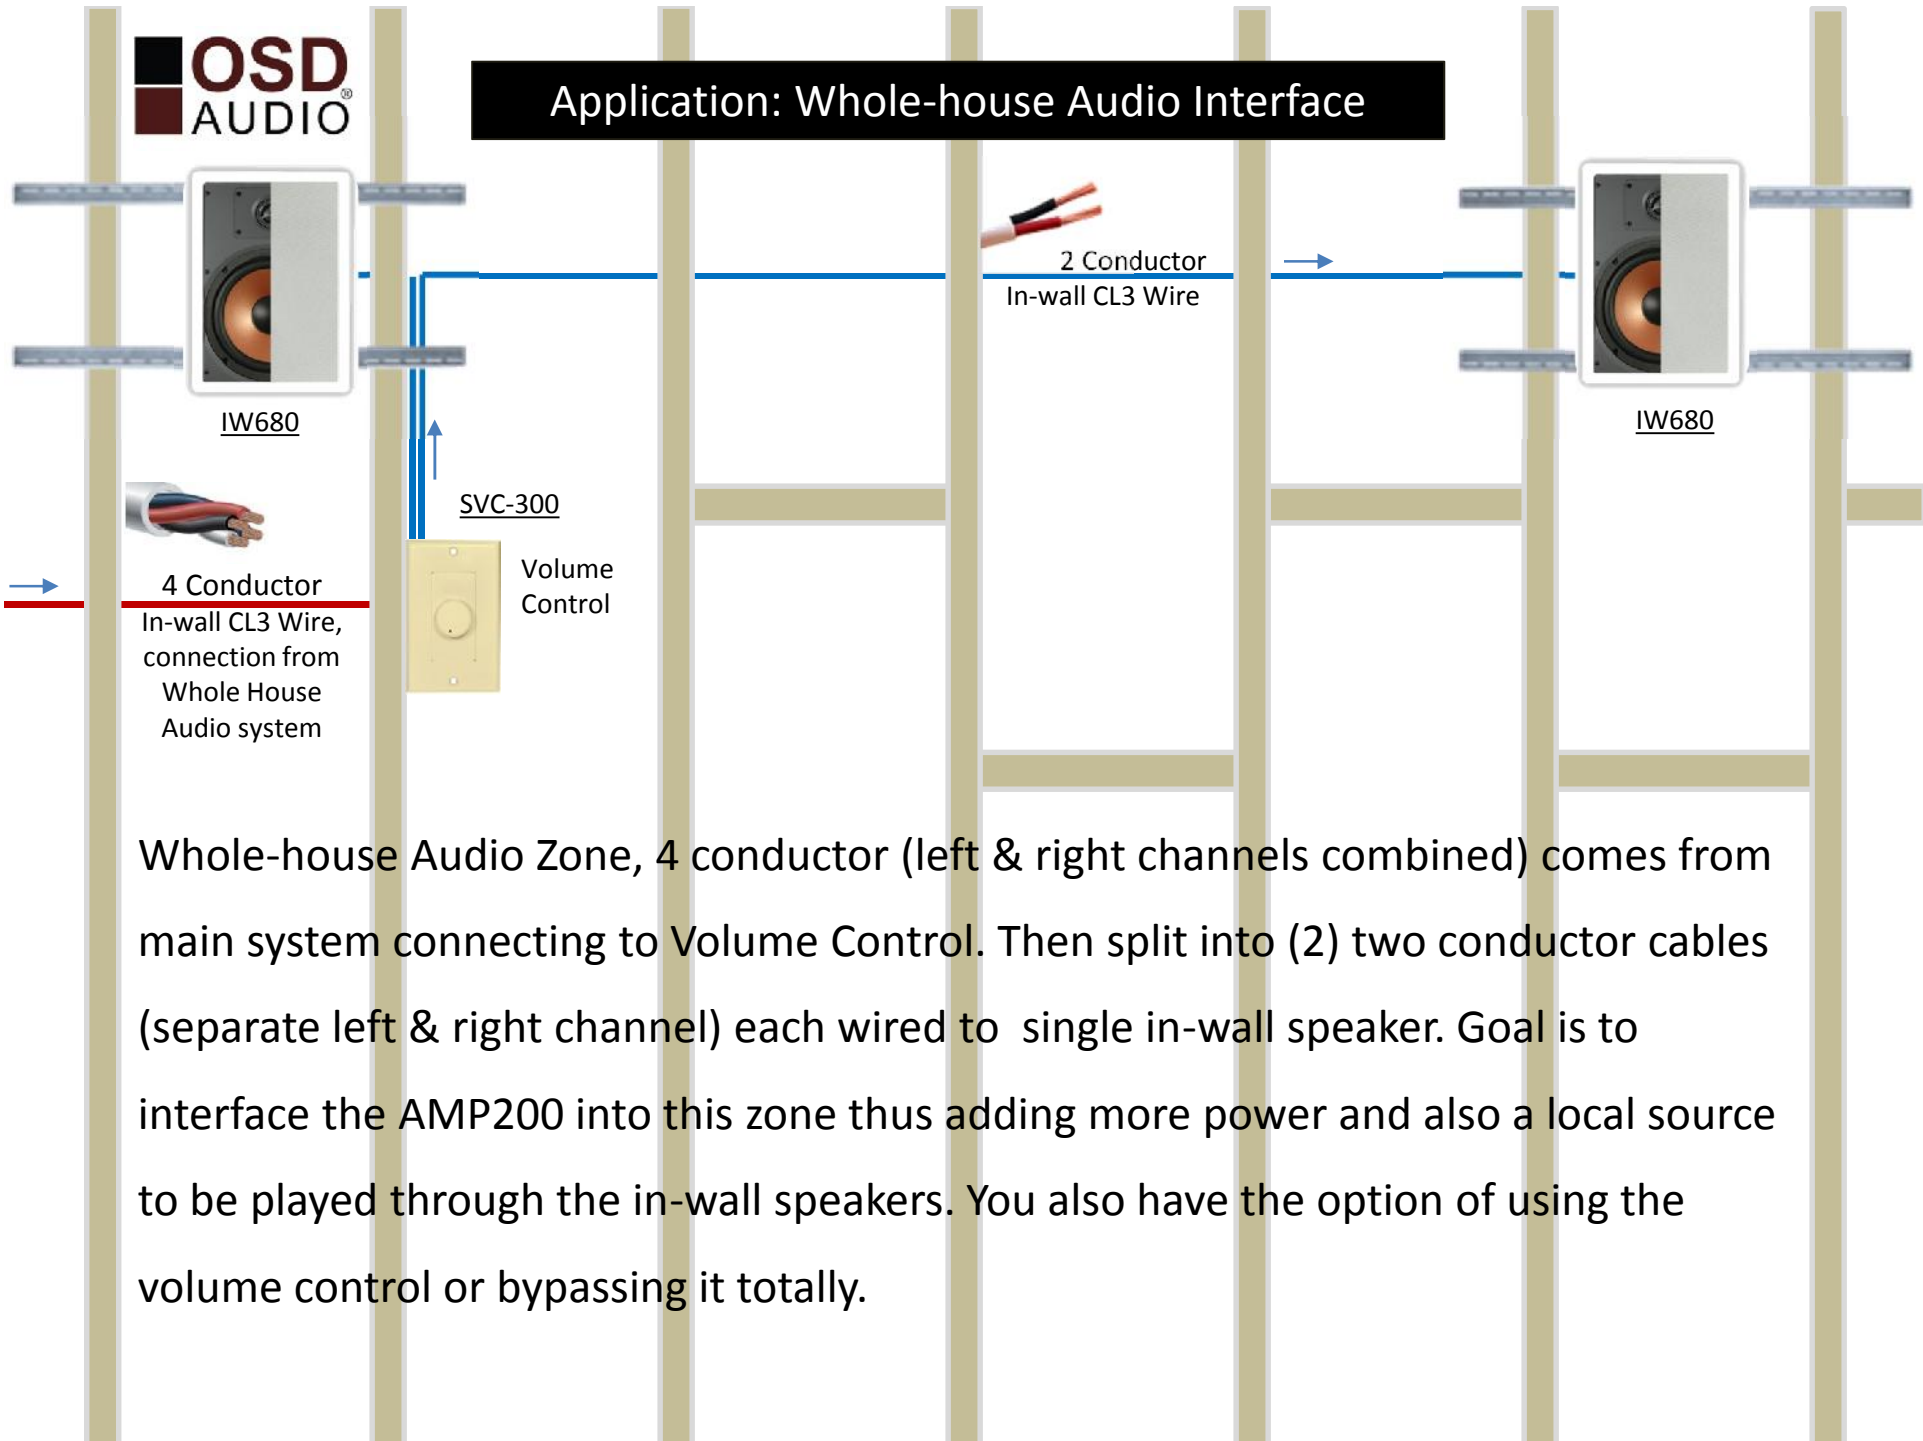 OSD
AUDIO®
Application: Whole-house Audio Interface
2 Conductor
In-wall CL3 Wire
IW680
IW680
SVC-300
Volume
Control
4 Conductor
In-wall CL3 Wire,
connection from
Whole House
Audio system
Whole-house Audio Zone, 4 conductor (left & right channels combined) comes from
main system connecting to Volume Control. Then split into (2) two conductor cables
(separate left & right channel) each wired to  single in-wall speaker. Goal is to
interface the AMP200 into this zone thus adding more power and also a local source
to be played through the in-wall speakers. You also have the option of using the
volume control or bypassing it totally.